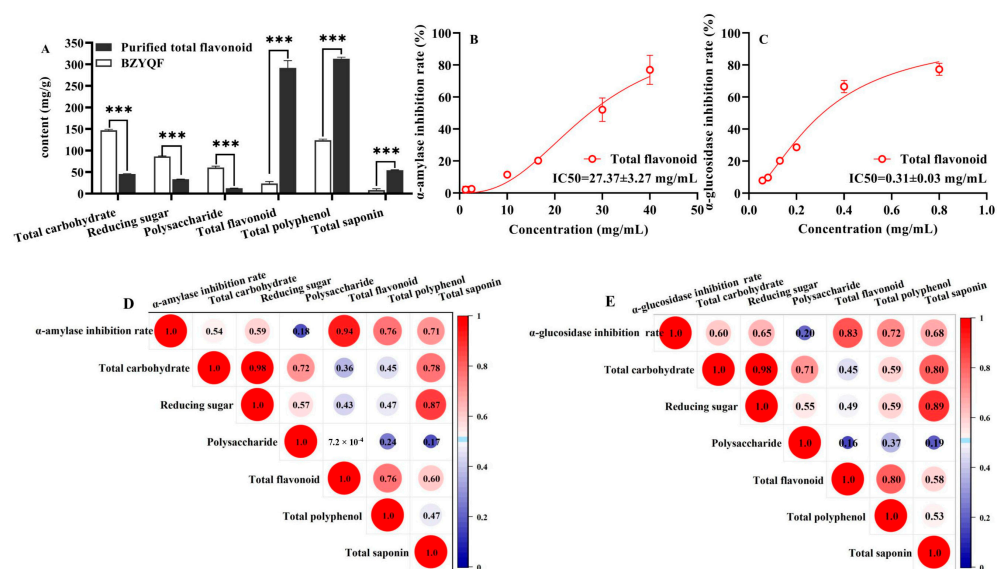 A
Purified total flavonoid
BZYQF
content (mg/g)
350
300
250
200
150
100
50
0
***
***
***
***
***
***
Total carbohydrate
Reducing sugar
Polysaccharide
Total flavonoid
Total polyphenol
Total saponin
B
α-amylase inhibition rate (%)
100
80
60
40
20
0
Total flavonoid
IC50=27.37±3.27 mg/mL
0 10 20 30 40 50
Concentration (mg/mL)
C
α-glucosidase inhibition rate (%)
100
80
60
40
20
0
Total flavonoid
IC50=0.31±0.03 mg/mL
0.0 0.2 0.4 0.6 0.8 1.0
Concentration (mg/mL)
D
α-amylase inhibition rate
Total carbohydrate
Reducing sugar
Polysaccharide
Total flavonoid
Total polyphenol
Total saponin
α-amylase inhibition rate 1.0 0.54 0.59 0.18 0.94 0.76 0.71
Total carbohydrate 1.0 0.98 0.72 0.36 0.45 0.78
Reducing sugar 1.0 0.57 0.43 0.47 0.87
Polysaccharide 1.0 7.2 × 10⁻⁴ 0.24 0.17
Total flavonoid 1.0 0.76 0.60
Total polyphenol 1.0 0.47
Total saponin 1.0
1
0.8
0.6
0.4
0.2
0
E
α-glucosidase inhibition rate
Total carbohydrate
Reducing sugar
Polysaccharide
Total flavonoid
Total polyphenol
Total saponin
α-glucosidase inhibition rate 1.0 0.60 0.65 0.20 0.83 0.72 0.68
Total carbohydrate 1.0 0.98 0.71 0.45 0.59 0.80
Reducing sugar 1.0 0.55 0.49 0.59 0.89
Polysaccharide 1.0 0.16 0.37 0.19
Total flavonoid 1.0 0.80 0.58
Total polyphenol 1.0 0.53
Total saponin 1.0
1
0.8
0.6
0.4
0.2
0